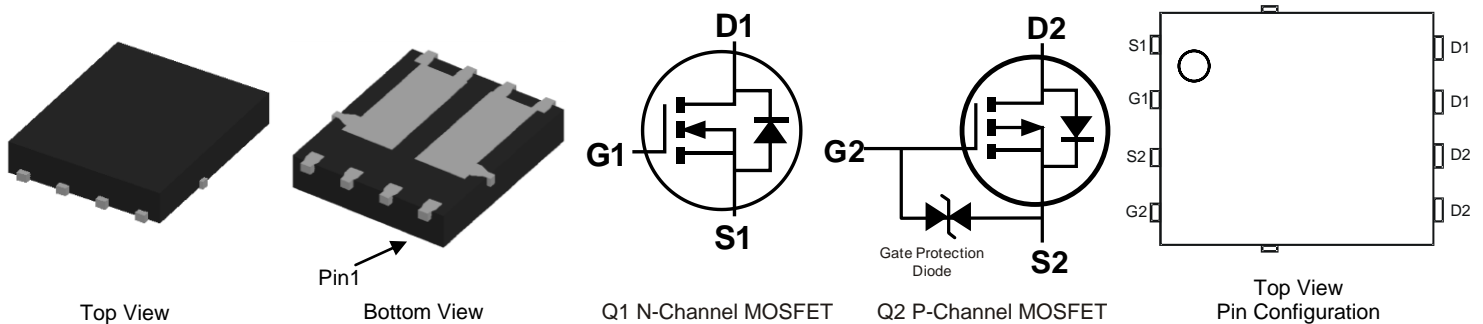 Top View
Pin1
Bottom View
D1
G1
S1
Q1 N-Channel MOSFET
D2
G2
Gate Protection
Diode
S2
Q2 P-Channel MOSFET
S1
G1
S2
G2
D1
D1
D2
D2
Top View
Pin Configuration